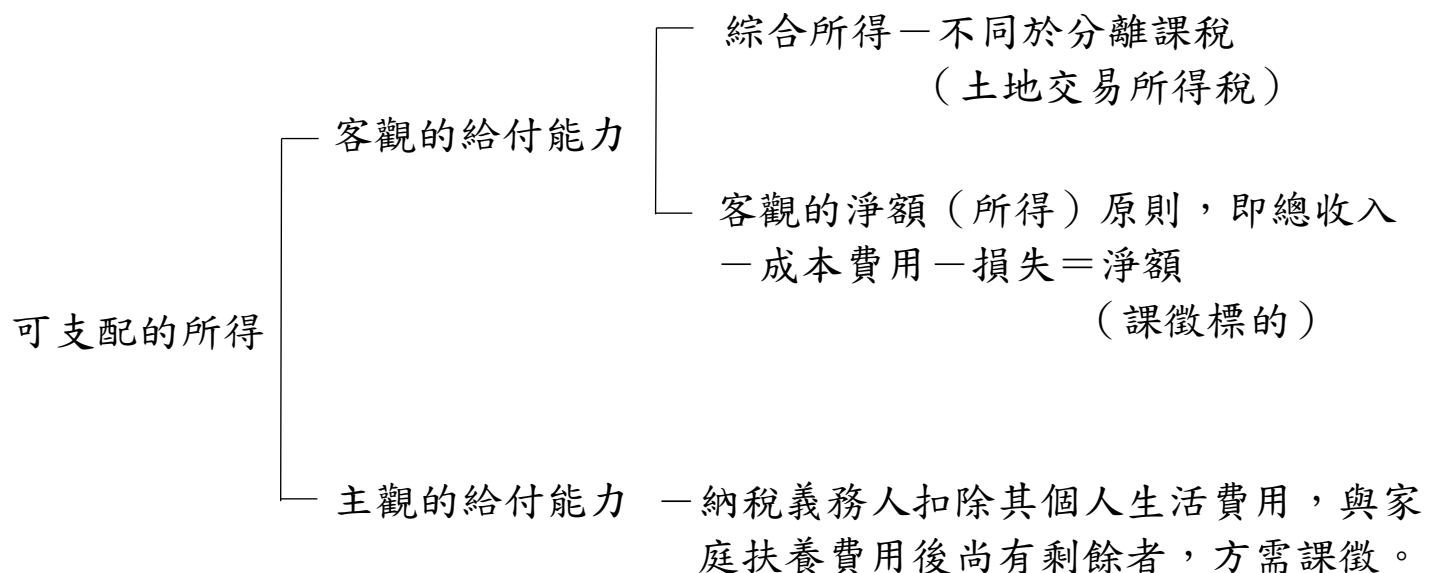 綜合所得－不同於分離課稅
（土地交易所得稅）
客觀的給付能力
客觀的淨額（所得）原則，即總收入
－成本費用－損失＝淨額
（課徵標的）
可支配的所得
主觀的給付能力 －納稅義務人扣除其個人生活費用，與家
庭扶養費用後尚有剩餘者，方需課徵。